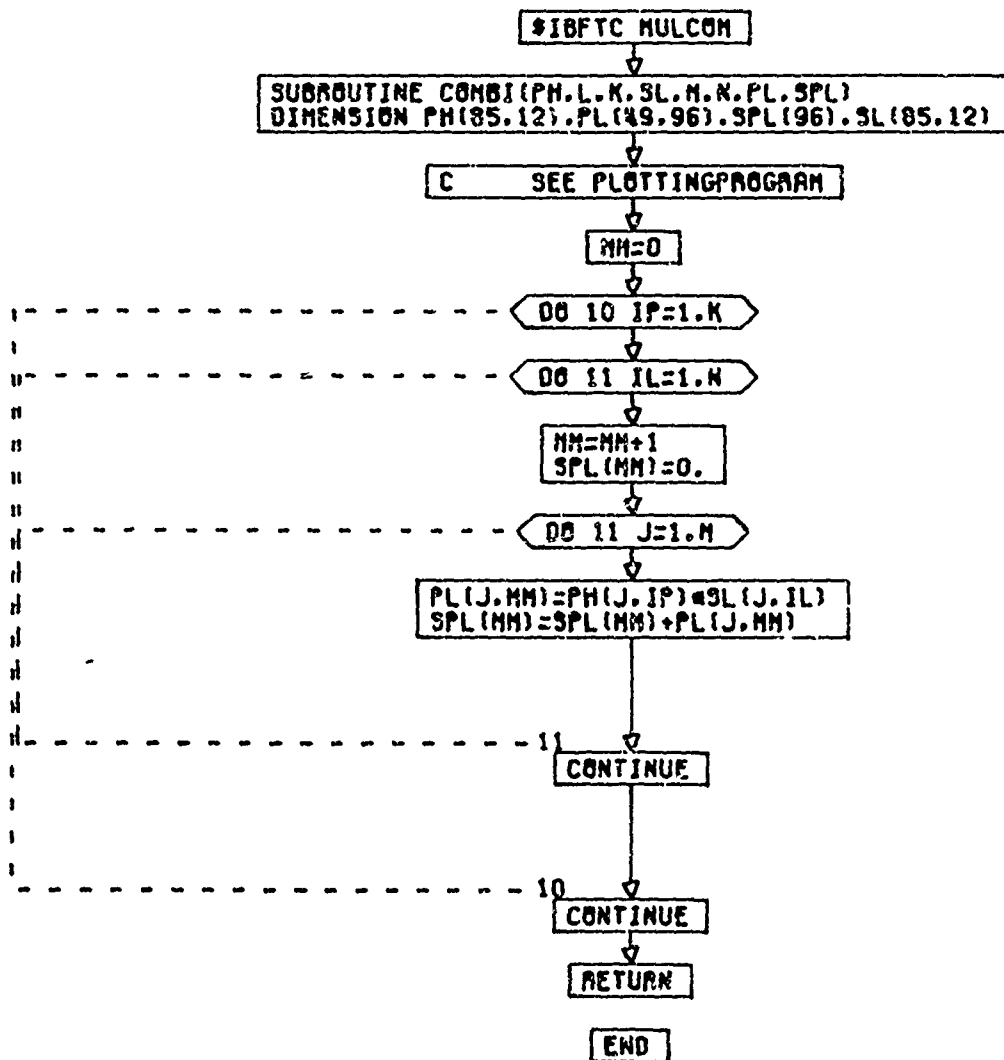 $IBFTC MULCOM
SUBROUTINE COMBI(PH,L,K,SL,M,N,PL,SPL)
DIMENSION PH(85,12),PL(49,96),SPL(96),SL(85,12)
C SEE PLOTTINGPROGRAM
MM=0
DO 10 IP=1,K
DO 11 IL=1,N
MM=MM+1
SPL(MM)=0.
DO 11 J=1,M
PL(J,MM)=PH(J,IP)*SL(J,IL)
SPL(MM)=SPL(MM)+PL(J,MM)
11
CONTINUE
10
CONTINUE
RETURN
END